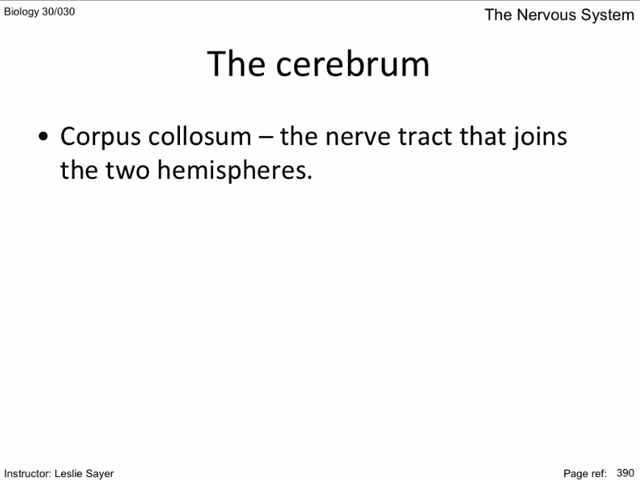 Biology 30/030
The Nervous System
The cerebrum
• Corpus collosum – the nerve tract that joins
the two hemispheres.
Instructor: Leslie Sayer
Page ref: 390